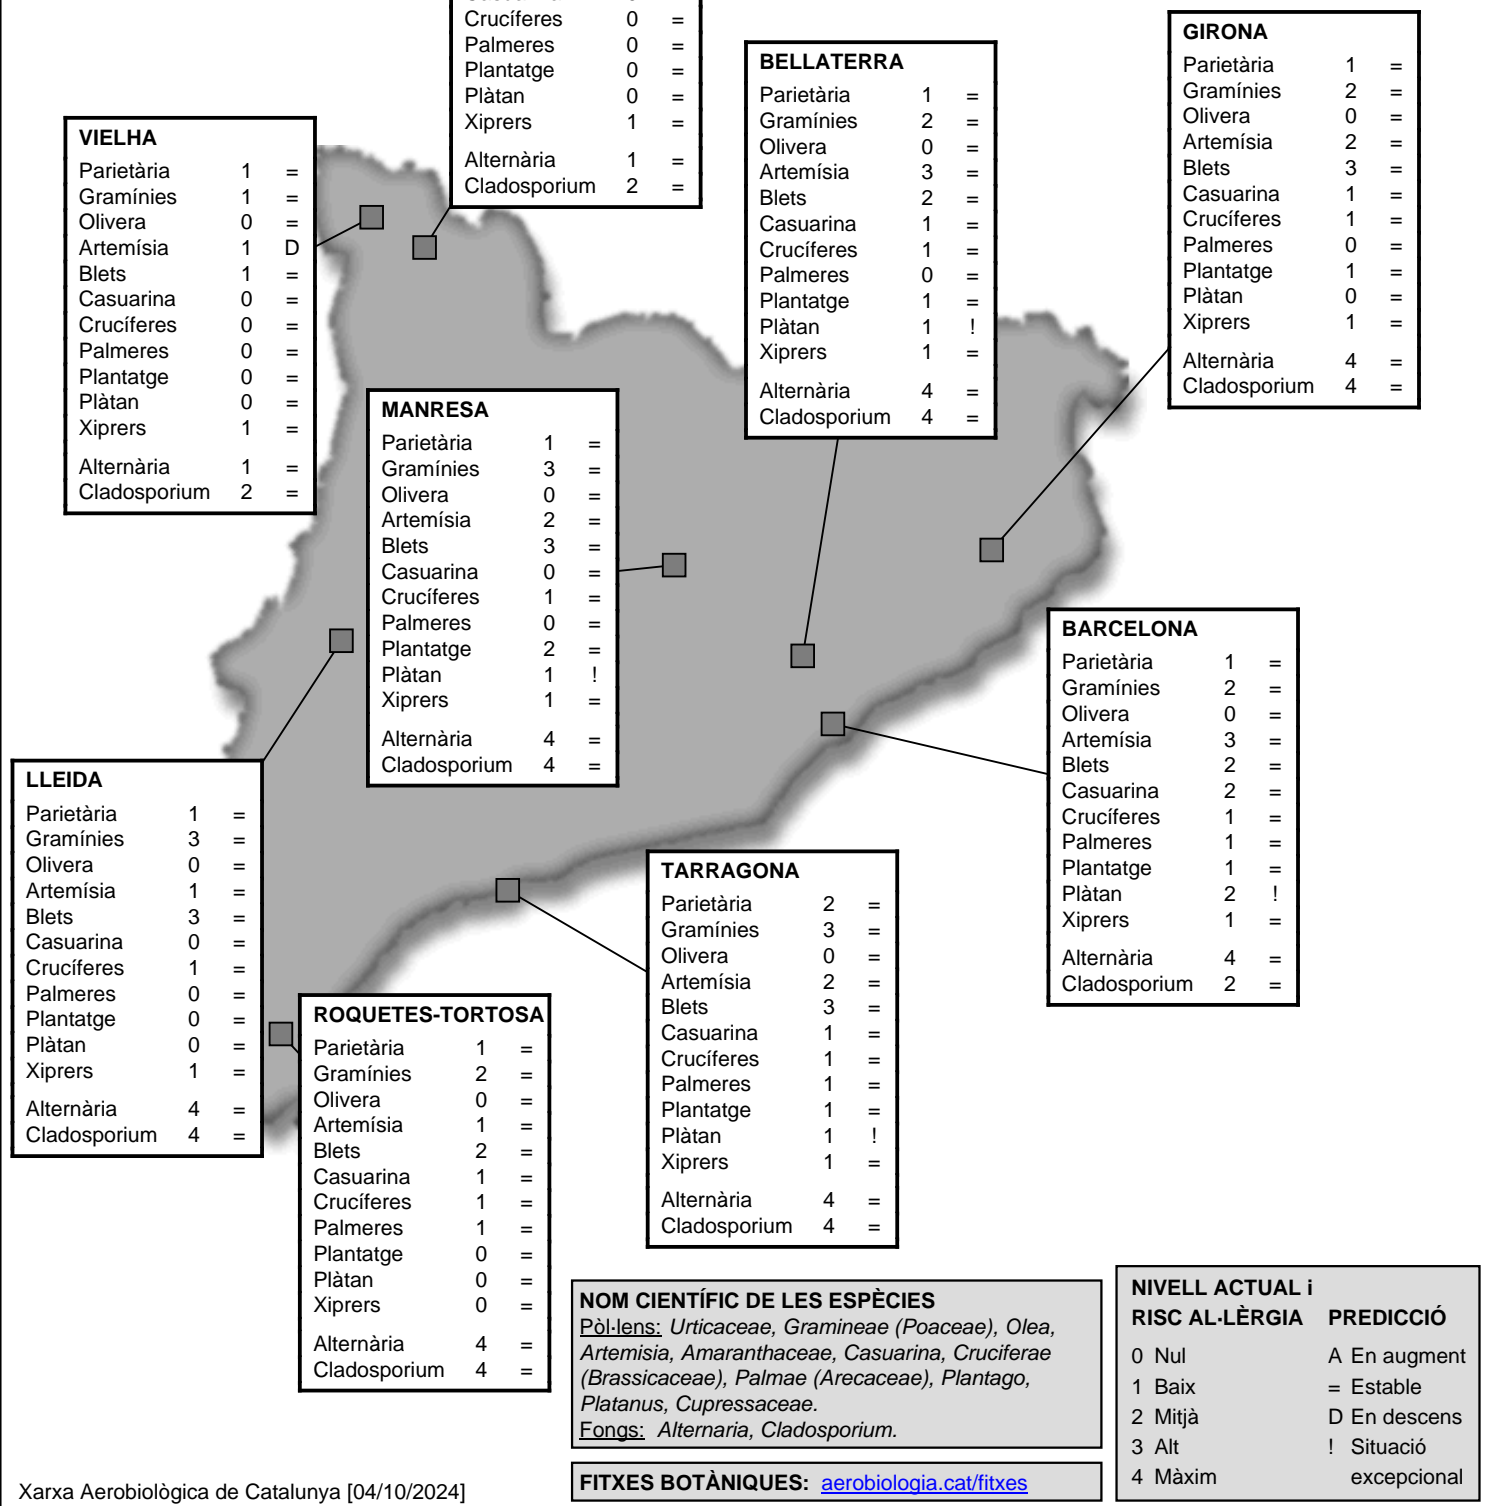 Crucíferes 0 =
Palmeres 0 =
Plantatge 0 =
Plàtan 0 =
Xiprers 1 =
Alternària 1 =
Cladosporium 2 =
VIELHA
Parietària 1 =
Gramínies 1 =
Olivera 0 =
Artemísia 1 D
Blets 1 =
Casuarina 0 =
Crucíferes 0 =
Palmeres 0 =
Plantatge 0 =
Plàtan 0 =
Xiprers 1 =
Alternària 1 =
Cladosporium 2 =
BELLATERRA
Parietària 1 =
Gramínies 2 =
Olivera 0 =
Artemísia 3 =
Blets 2 =
Casuarina 1 =
Crucíferes 1 =
Palmeres 0 =
Plantatge 1 =
Plàtan 1 !
Xiprers 1 =
Alternària 4 =
Cladosporium 4 =
GIRONA
Parietària 1 =
Gramínies 2 =
Olivera 0 =
Artemísia 2 =
Blets 3 =
Casuarina 1 =
Crucíferes 1 =
Palmeres 0 =
Plantatge 1 =
Plàtan 0 =
Xiprers 1 =
Alternària 4 =
Cladosporium 4 =
MANRESA
Parietària 1 =
Gramínies 3 =
Olivera 0 =
Artemísia 2 =
Blets 3 =
Casuarina 0 =
Crucíferes 1 =
Palmeres 0 =
Plantatge 2 =
Plàtan 1 !
Xiprers 1 =
Alternària 4 =
Cladosporium 4 =
BARCELONA
Parietària 1 =
Gramínies 2 =
Olivera 0 =
Artemísia 3 =
Blets 2 =
Casuarina 2 =
Crucíferes 1 =
Palmeres 1 =
Plantatge 1 =
Plàtan 2 !
Xiprers 1 =
Alternària 4 =
Cladosporium 2 =
LLEIDA
Parietària 1 =
Gramínies 3 =
Olivera 0 =
Artemísia 1 =
Blets 3 =
Casuarina 0 =
Crucíferes 1 =
Palmeres 0 =
Plantatge 0 =
Plàtan 0 =
Xiprers 1 =
Alternària 4 =
Cladosporium 4 =
TARRAGONA
Parietària 2 =
Gramínies 3 =
Olivera 0 =
Artemísia 2 =
Blets 3 =
Casuarina 1 =
Crucíferes 1 =
Palmeres 1 =
Plantatge 1 =
Plàtan 1 !
Xiprers 1 =
Alternària 4 =
Cladosporium 4 =
ROQUETES-TORTOSA
Parietària 1 =
Gramínies 2 =
Olivera 0 =
Artemísia 1 =
Blets 2 =
Casuarina 1 =
Crucíferes 1 =
Palmeres 1 =
Plantatge 0 =
Plàtan 0 =
Xiprers 0 =
Alternària 4 =
Cladosporium 4 =
NOM CIENTÍFIC DE LES ESPÈCIES
Pòl·lens: Urticaceae, Gramineae (Poaceae), Olea,
Artemisia, Amaranthaceae, Casuarina, Cruciferae
(Brassicaceae), Palmae (Arecaceae), Plantago,
Platanus, Cupressaceae.
Fongs: Alternaria, Cladosporium.
FITXES BOTÀNIQUES: aerobiologia.cat/fitxes
NIVELL ACTUAL i
RISC AL·LÈRGIA PREDICCIÓ
0 Nul A En augment
1 Baix = Estable
2 Mitjà D En descens
3 Alt ! Situació
4 Màxim excepcional
Xarxa Aerobiològica de Catalunya [04/10/2024]